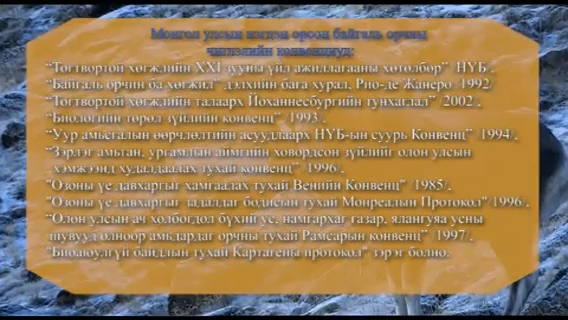 Монгол улсын нэгдэн орсон байгаль орчны
чиглэлийн конвенциуд:
“Тогтвортой хөгжлийн XXI зууны үйл ажиллагааны хөтөлбөр” НҮБ/,
“Байгаль орчин ба хөгжил” дэлхийн бага хурал, Рио-де Жанеро. 1992/
“Тогтвортой хөгжлийн талаарх Йоханнесбургийн тунхаглал” 2002/,
“Биологийн төрөл зүйлийн конвенц” /1993/,
“Уур амьсгалын өөрчлөлтийн асуудлаарх НҮБ-ын суурь Конвенц” /1994/,
“Зэрлэг амьтан, ургамлын аймгийн ховордсон зүйлийг олон улсын
хэмжээнд худалдаалах тухай конвенц” /1996/,
“Озоны үе давхаргыг хамгаалах тухай Венийн Конвенц” /1985/,
“Озоны үе давхаргыг задалдаг бодисын тухай Монреалын Протокол” /1996/,
“Олон улсын ач холбогдол бүхий ус, намгархаг газар, ялангуяа усны
шувууд олноор амьдардаг орчны тухай Рамсарын конвенц” /1997/,
“Биоаюулгүй байдлын тухай Картагены протокол” зэрэг болно.